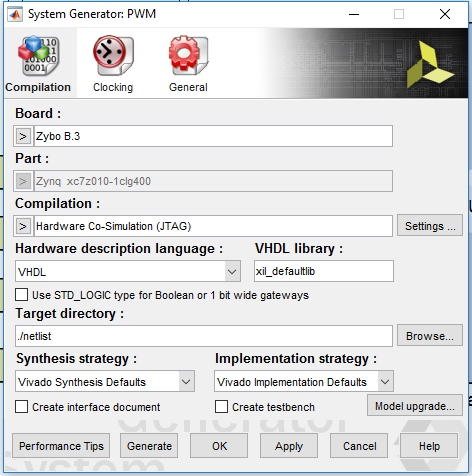 System Generator: PWM
Compilation
Clocking
General
Board :
> Zybo B.3
Part :
> Zynq xc7z010-1clg400
Compilation :
> Hardware Co-Simulation (JTAG) Settings ...
Hardware description language : VHDL library :
VHDL xil_defaultlib
Use STD_LOGIC type for Boolean or 1 bit wide gateways
Target directory :
./netlist Browse...
Synthesis strategy : Implementation strategy :
Vivado Synthesis Defaults Vivado Implementation Defaults
Create interface document Create testbench Model upgrade...
Generator
Performance Tips Generate OK Apply Cancel Help
System